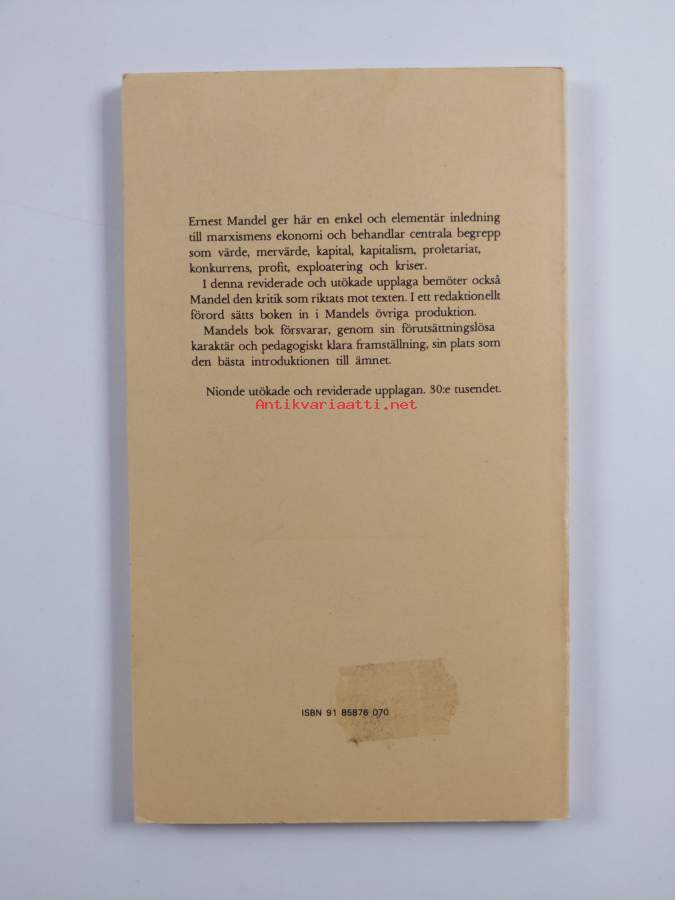 Ernest Mandel ger här en enkel och elementär inledning
till marxismens ekonomi och behandlar centrala begrepp
som värde, mervärde, kapital, kapitalism, proletariat,
konkurrens, profit, exploatering och kriser.
I denna reviderade och utökade upplaga bemöter också
Mandel den kritik som riktats mot texten. I ett redaktionellt
förord sätts boken in i Mandels övriga produktion.
Mandels bok försvarar, genom sin förutsättningslösa
karaktär och pedagogiskt klara framställning, sin plats som
den bästa introduktionen till ämnet.
Nionde utökade och reviderade upplagan. 30:e tusendet.
Antikvariaatti.net
ISBN 91 85876 070